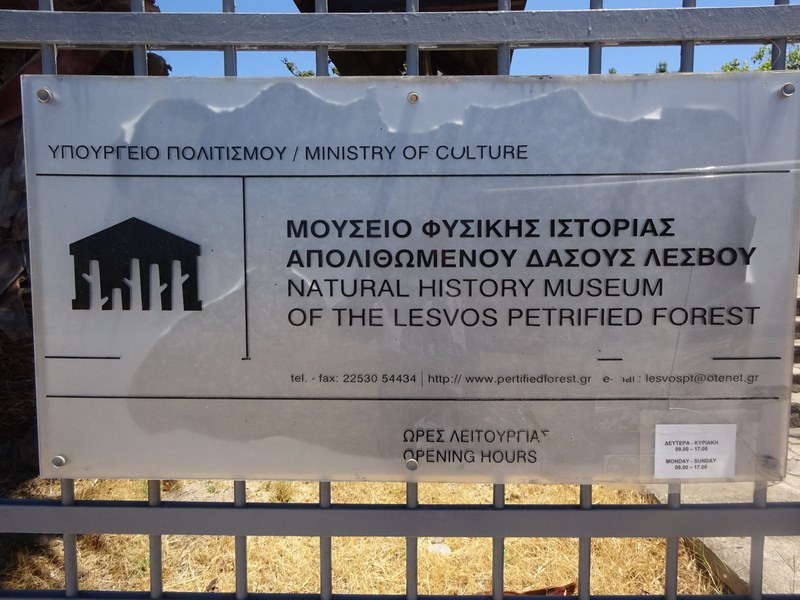 ΥΠΟΥΡΓΕΙΟ ΠΟΛΙΤΙΣΜΟΥ / MINISTRY OF CULTURE
ΜΟΥΣΕΙΟ ΦΥΣΙΚΗΣ ΙΣΤΟΡΙΑΣ
ΑΠΟΛΙΘΩΜΕΝΟΥ ΔΑΣΟΥΣ ΛΕΣΒΟΥ
NATURAL HISTORY MUSEUM
OF THE LESVOS PETRIFIED FOREST
tel. - fax: 22530 54434 | http:// www.pertifiedforest.gr e- : lesvospf@otenet.gr
ΩΡΕΣ ΛΕΙΤΟΥΡΓΙΑΣ
OPENING HOURS
ΔΕΥΤΕΡΑ - ΚΥΡΙΑΚΗ
09.00 – 17.00
MONDAY - SUNDAY
09.00 – 17.00